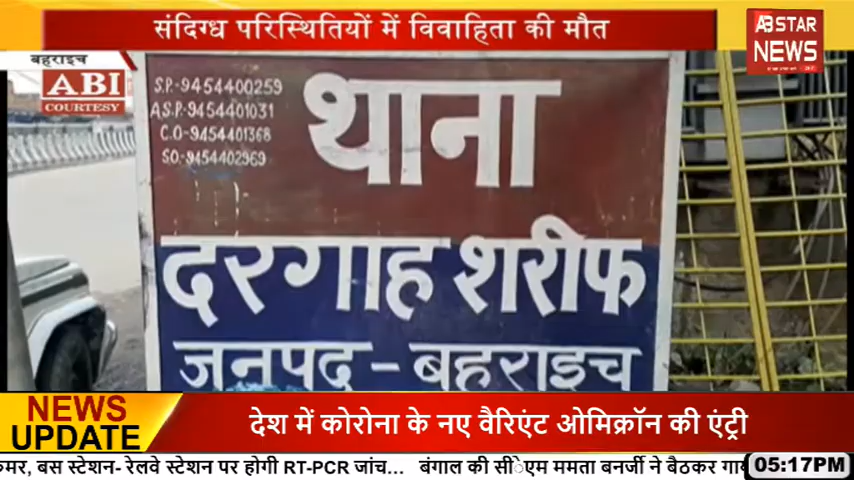 संदिग्ध परिस्थितियों में विवाहिता की मौत
AB STAR
NEWS
बहराइच
ABI
COURTESY
S.P.-9454400259
A.S.P.-9454401031
C.O-9454401368
SO.-9454402969
थाना
दरगाह शरीफ
जनपद - बहराइच
NEWS
UPDATE
देश में कोरोना के नए वैरिएंट ओमिक्रॉन की एंट्री
बस स्टेशन- रेलवे स्टेशन पर होगी RT-PCR जांच... बंगाल की सीेएम ममता बनर्जी ने बैठकर
05:17PM